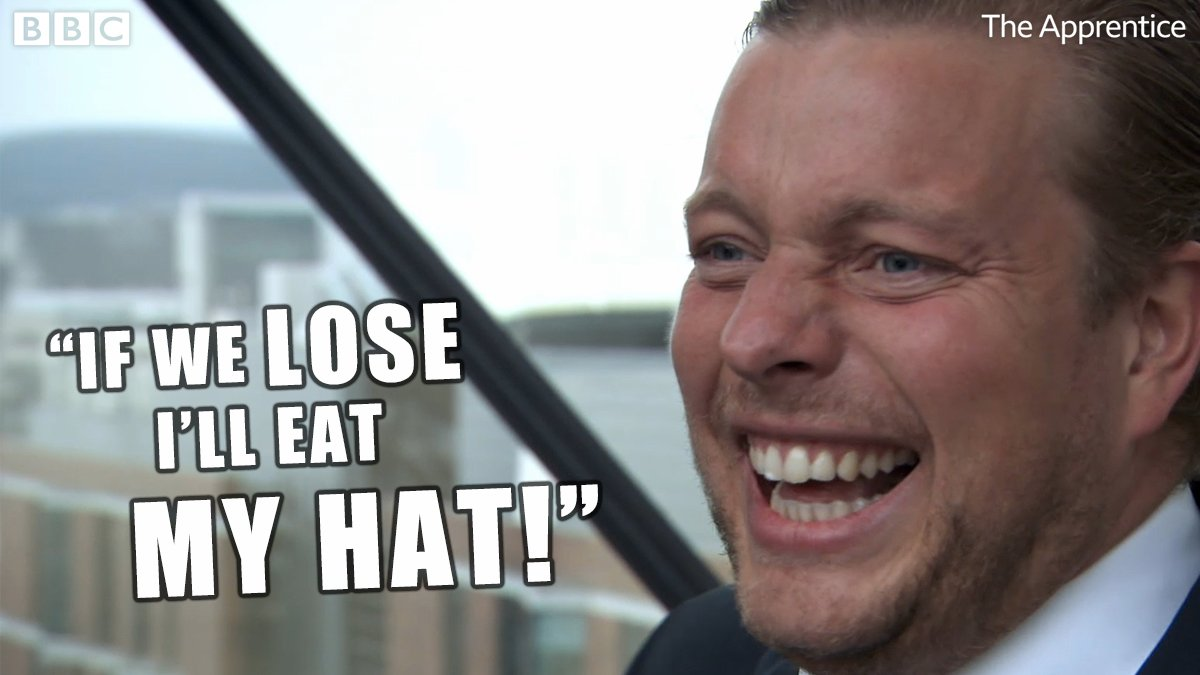 BBC
The Apprentice
“IF WE LOSE
I’LL EAT
MY HAT!”